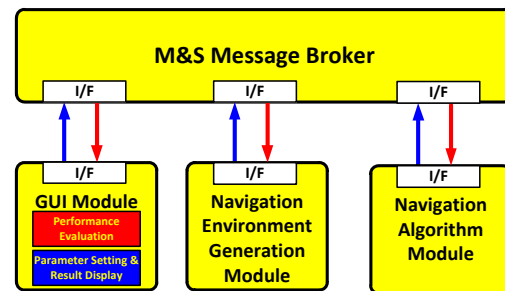 M&S Message Broker
I/F
I/F
I/F
I/F
I/F
I/F
GUI Module
Performance
Evaluation
Parameter Setting &
Result Display
Navigation
Environment
Generation
Module
Navigation
Algorithm
Module